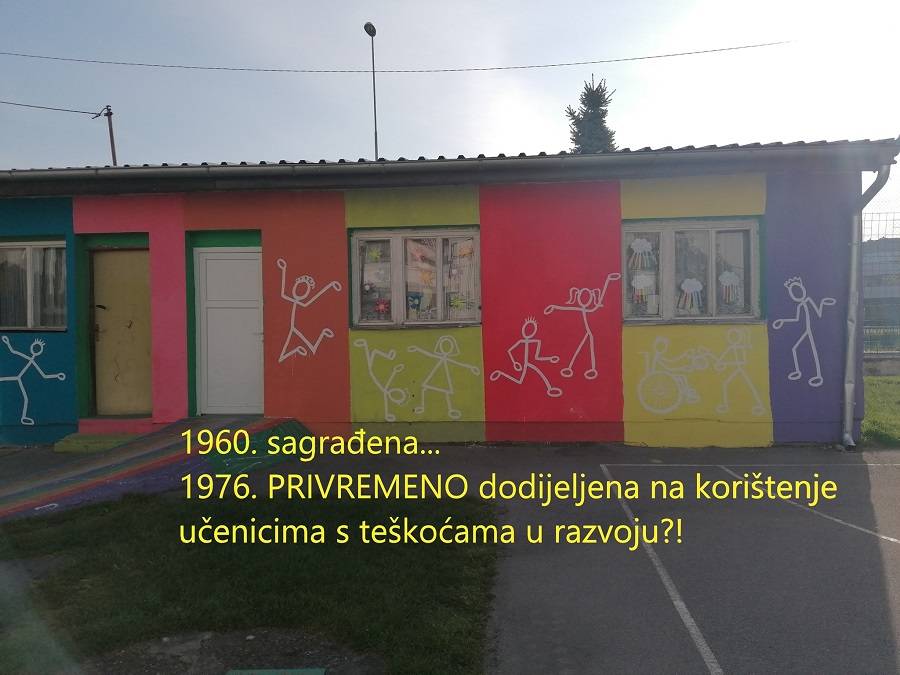 1960. sagrađena...
1976. PRIVREMENO dodijeljena na korištenje
učenicima s teškoćama u razvoju?!